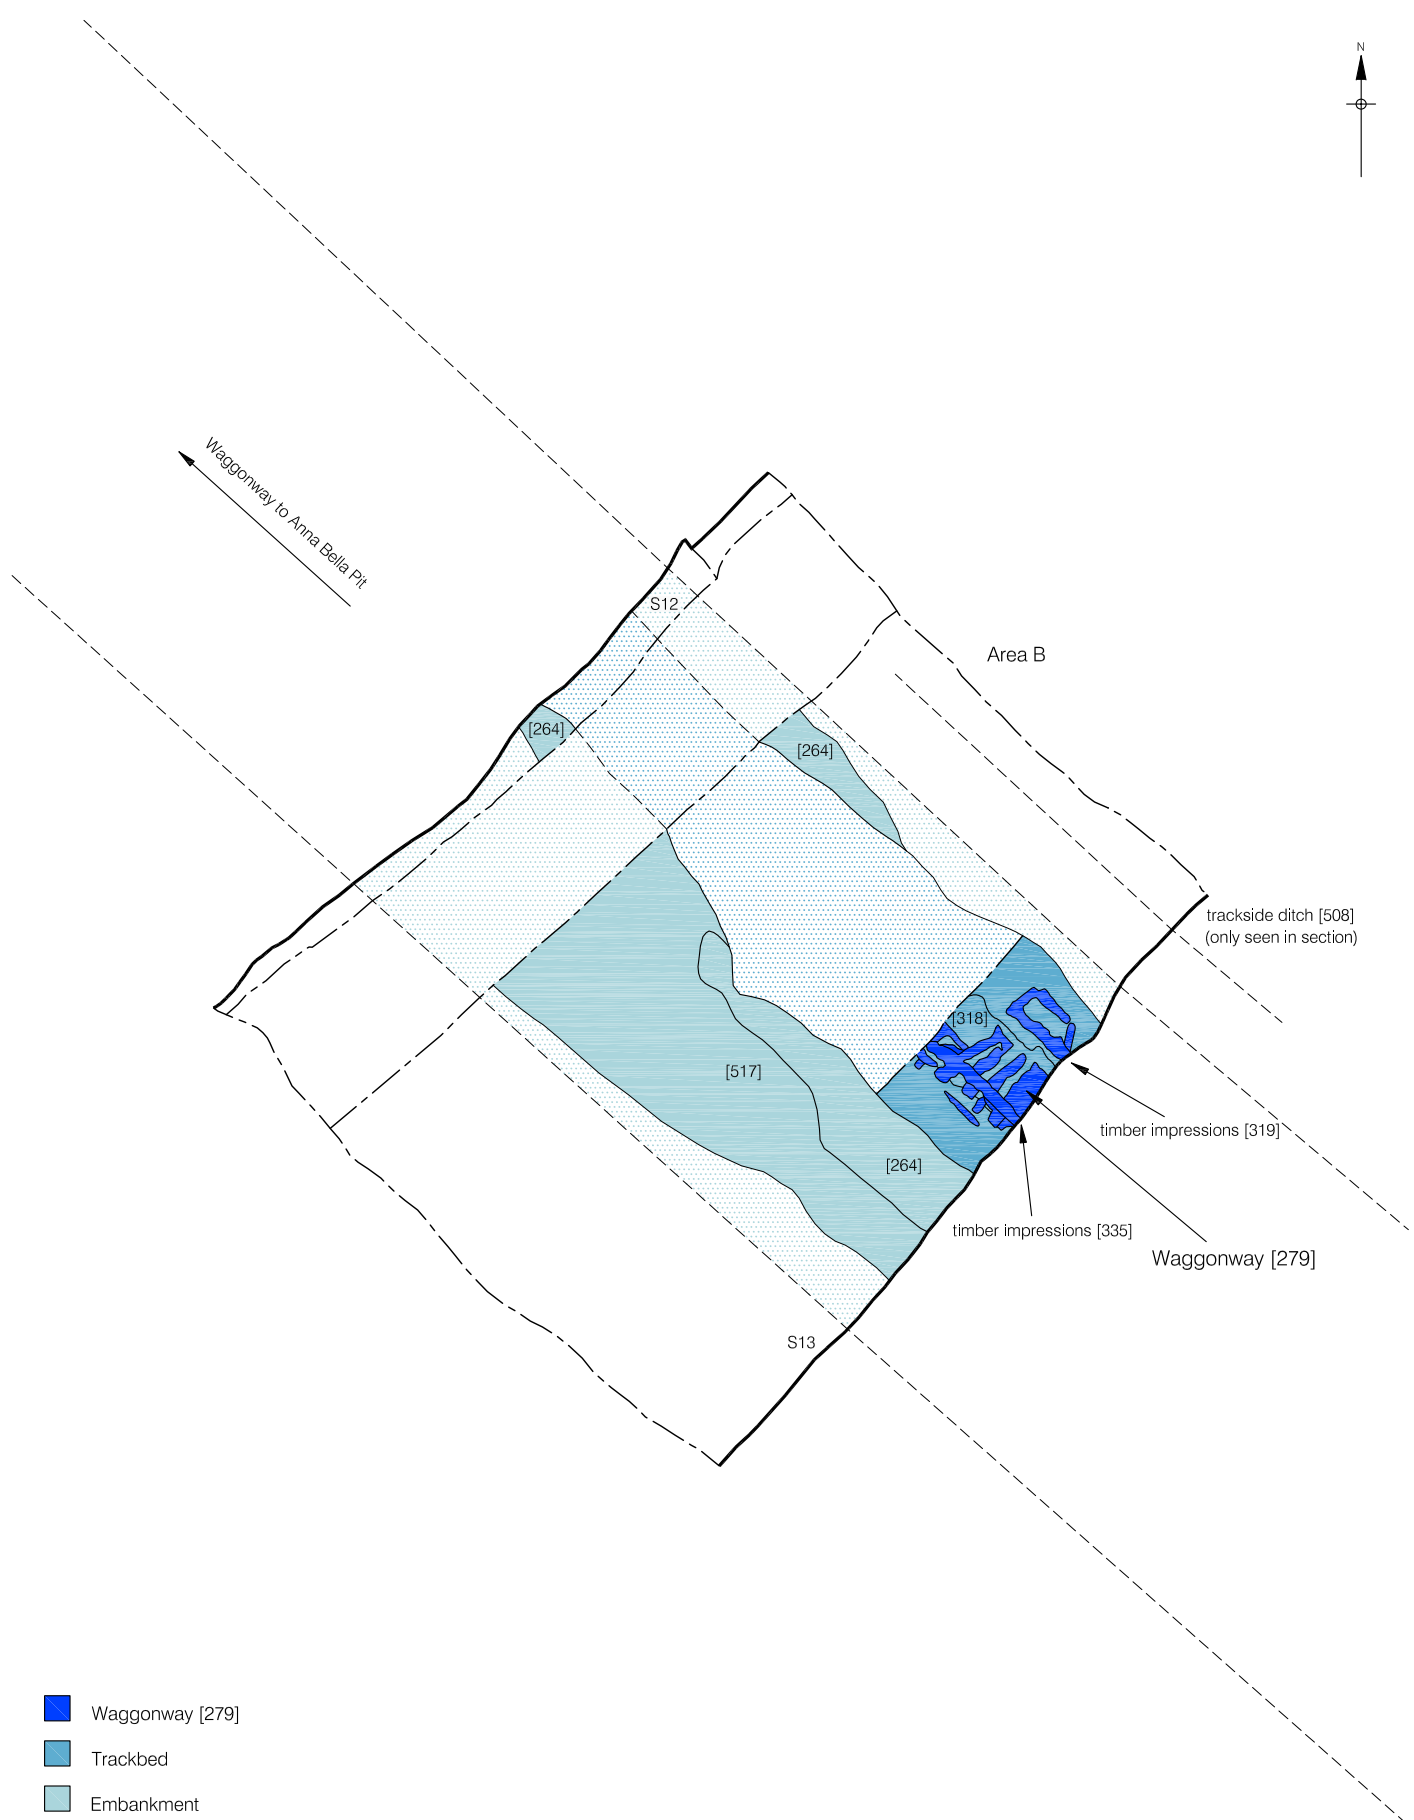 N
Waggonway to Anna Bella Pit
S12
Area B
[264]
[264]
trackside ditch [508]
(only seen in section)
[318]
[517]
timber impressions [319]
[264]
timber impressions [335]
Waggonway [279]
S13
Waggonway [279]
Trackbed
Embankment